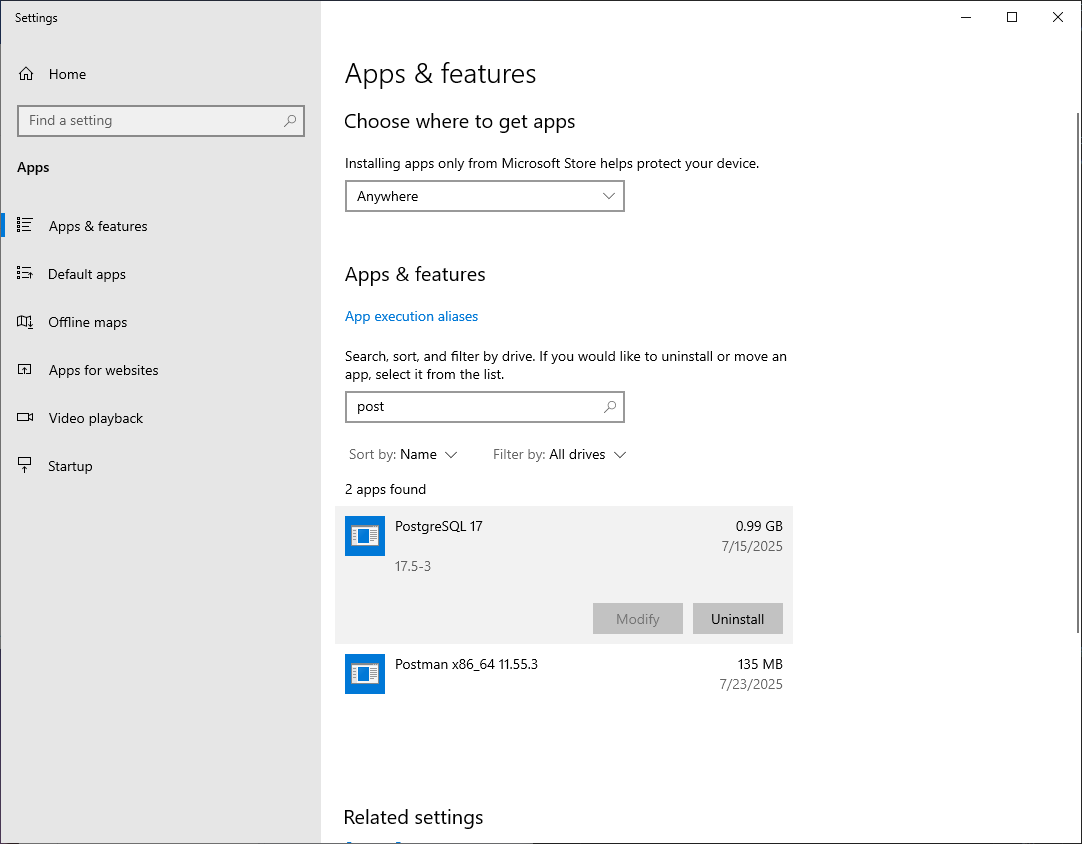 Settings
Home
Find a setting
Apps
Apps & features
Default apps
Offline maps
Apps for websites
Video playback
Startup
Apps & features
Choose where to get apps
Installing apps only from Microsoft Store helps protect your device.
Anywhere
Apps & features
App execution aliases
Search, sort, and filter by drive. If you would like to uninstall or move an
app, select it from the list.
post
Sort by: Name Filter by: All drives
2 apps found
PostgreSQL 17 0.99 GB
7/15/2025
17.5-3
Modify Uninstall
Postman x86_64 11.55.3 135 MB
7/23/2025
Related settings